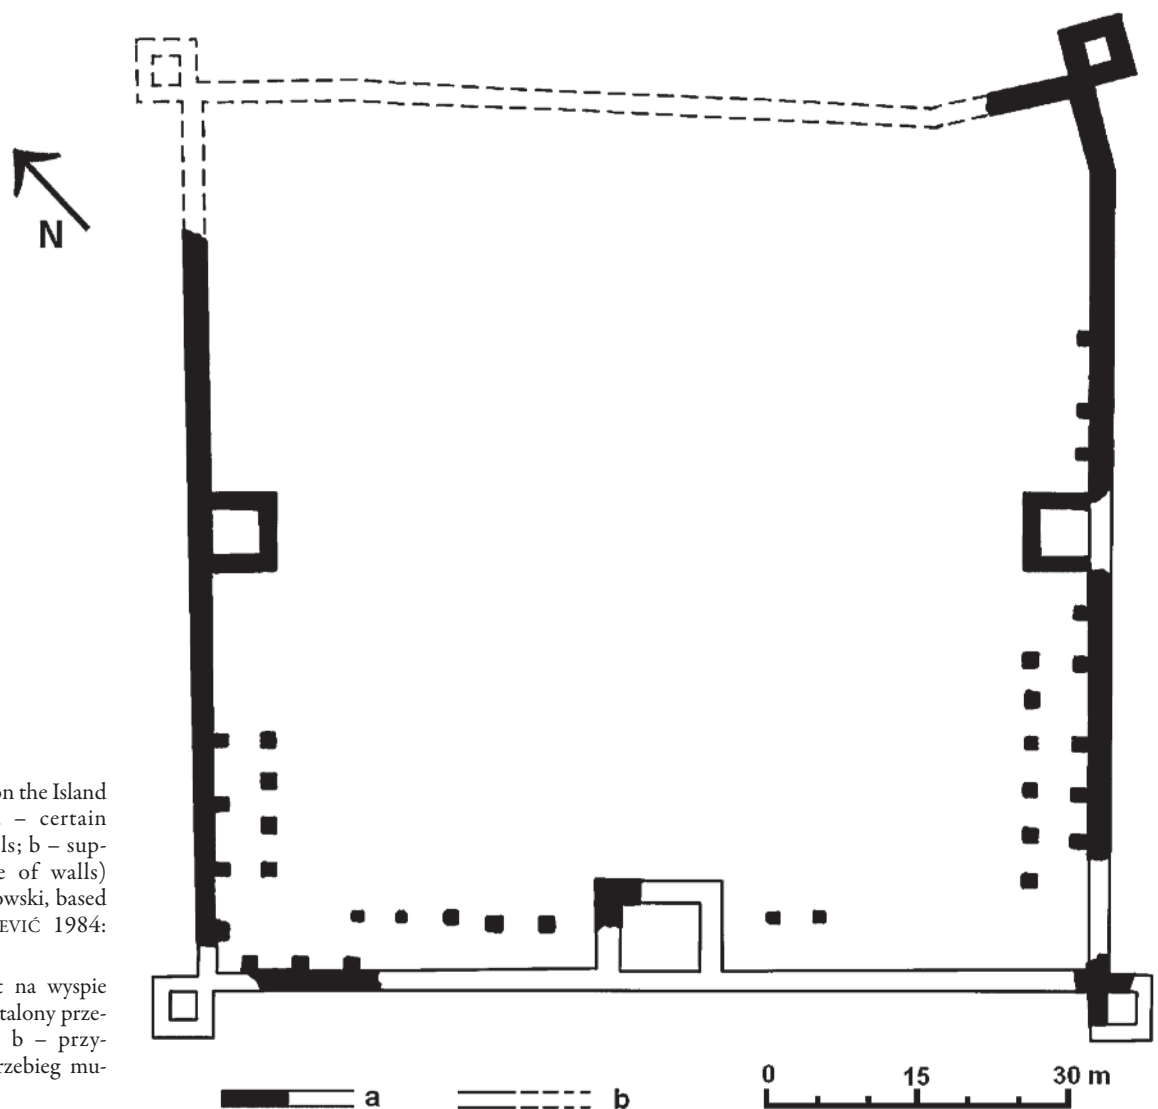 N
on the Island
– certain
ls; b – sup-
e of walls)
owski, based
EVIĆ 1984:
na wyspie
talony prze-
b – przy-
rzebieg mu-
a
b
0 15 30 m